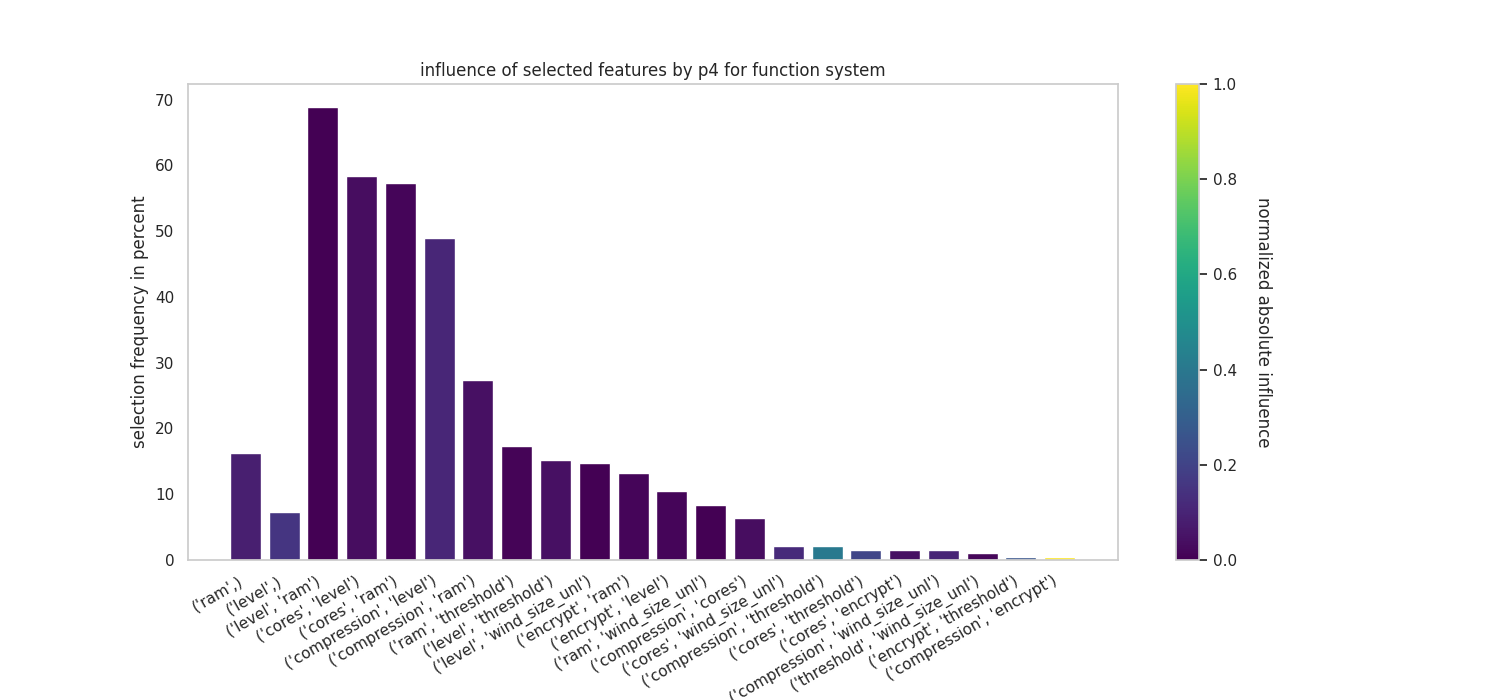 influence of selected features by p4 for function system
selection frequency in percent
70
60
50
40
30
20
10
0
('ram',)
('level',)
('level', 'ram')
('cores', 'level')
('cores', 'ram')
('compression', 'level')
('compression', 'ram')
('ram', 'threshold')
('level', 'threshold')
('level', 'wind_size_unl')
('encrypt', 'ram')
('encrypt', 'level')
('ram', 'wind_size_unl')
('compression', 'cores')
('cores', 'wind_size_unl')
('compression', 'threshold')
('cores', 'threshold')
('cores', 'encrypt')
('compression', 'wind_size_unl')
('threshold', 'wind_size_unl')
('encrypt', 'threshold')
('compression', 'encrypt')
1.0
0.8
0.6
0.4
0.2
0.0
normalized absolute influence